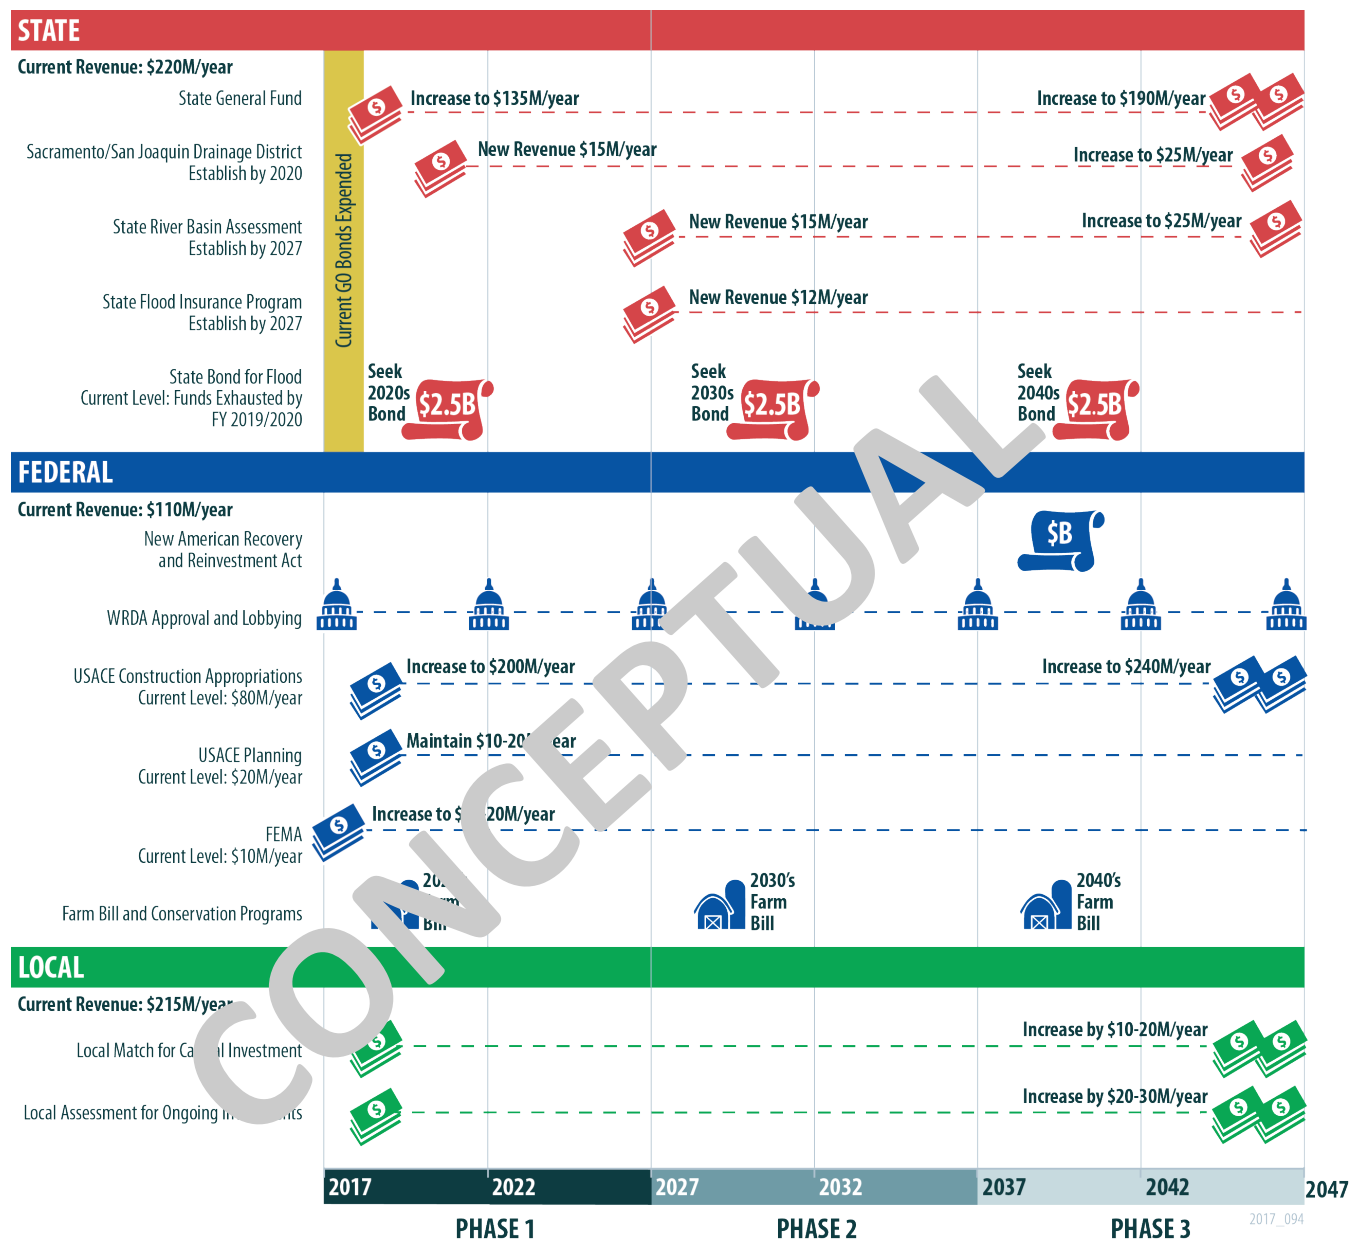 STATE
Current Revenue: $220M/year
State General Fund
Increase to $135M/year
Increase to $190M/year
Sacramento/San Joaquin Drainage District
Establish by 2020
New Revenue $15M/year
Increase to $25M/year
State River Basin Assessment
Establish by 2027
New Revenue $15M/year
Increase to $25M/year
State Flood Insurance Program
Establish by 2027
New Revenue $12M/year
Current GO Bonds Expended
State Bond for Flood
Current Level: Funds Exhausted by
FY 2019/2020
Seek
2020s
Bond
$2.5B
Seek
2030s
Bond
$2.5B
Seek
2040s
Bond
$2.5B
FEDERAL
Current Revenue: $110M/year
New American Recovery
and Reinvestment Act
$B
WRDA Approval and Lobbying
USACE Construction Appropriations
Current Level: $80M/year
Increase to $200M/year
Increase to $240M/year
USACE Planning
Current Level: $20M/year
Maintain
FEMA
Current Level: $10M/year
Increase to
Farm Bill and Conservation Programs
Bill
2030's
Farm
Bill
2040's
Farm
Bill
LOCAL
Current Revenue: $215M/year
Local Match for Investment
Increase by $10-20M/year
Local Assessment for Ongoing
Increase by $20-30M/year
CONCEPTUAL
2017
2022
2027
2032
2037
2042
2047
PHASE 1
PHASE 2
PHASE 3
2017_094